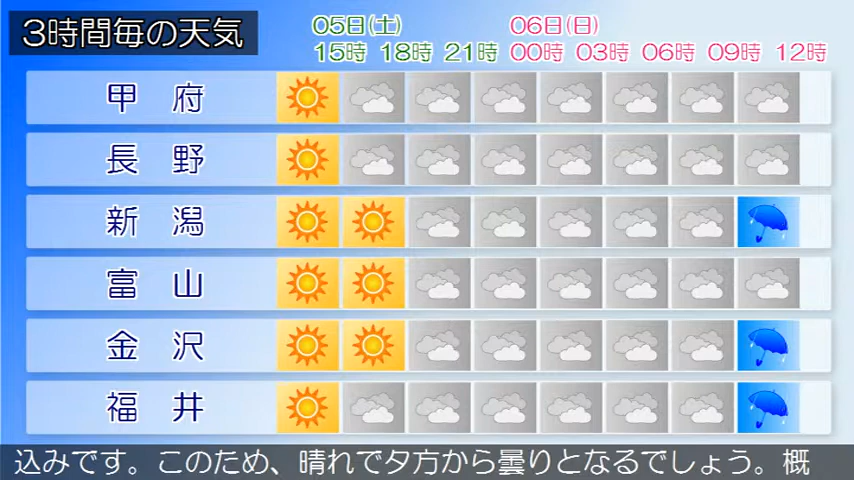 3時間毎の天気
05日(土) 06日(日)
15時 18時 21時 00時 03時 06時 09時 12時
甲 府
長 野
新 潟
富 山
金 沢
福 井
込みです。このため、晴れで夕方から曇りとなるでしょう。概